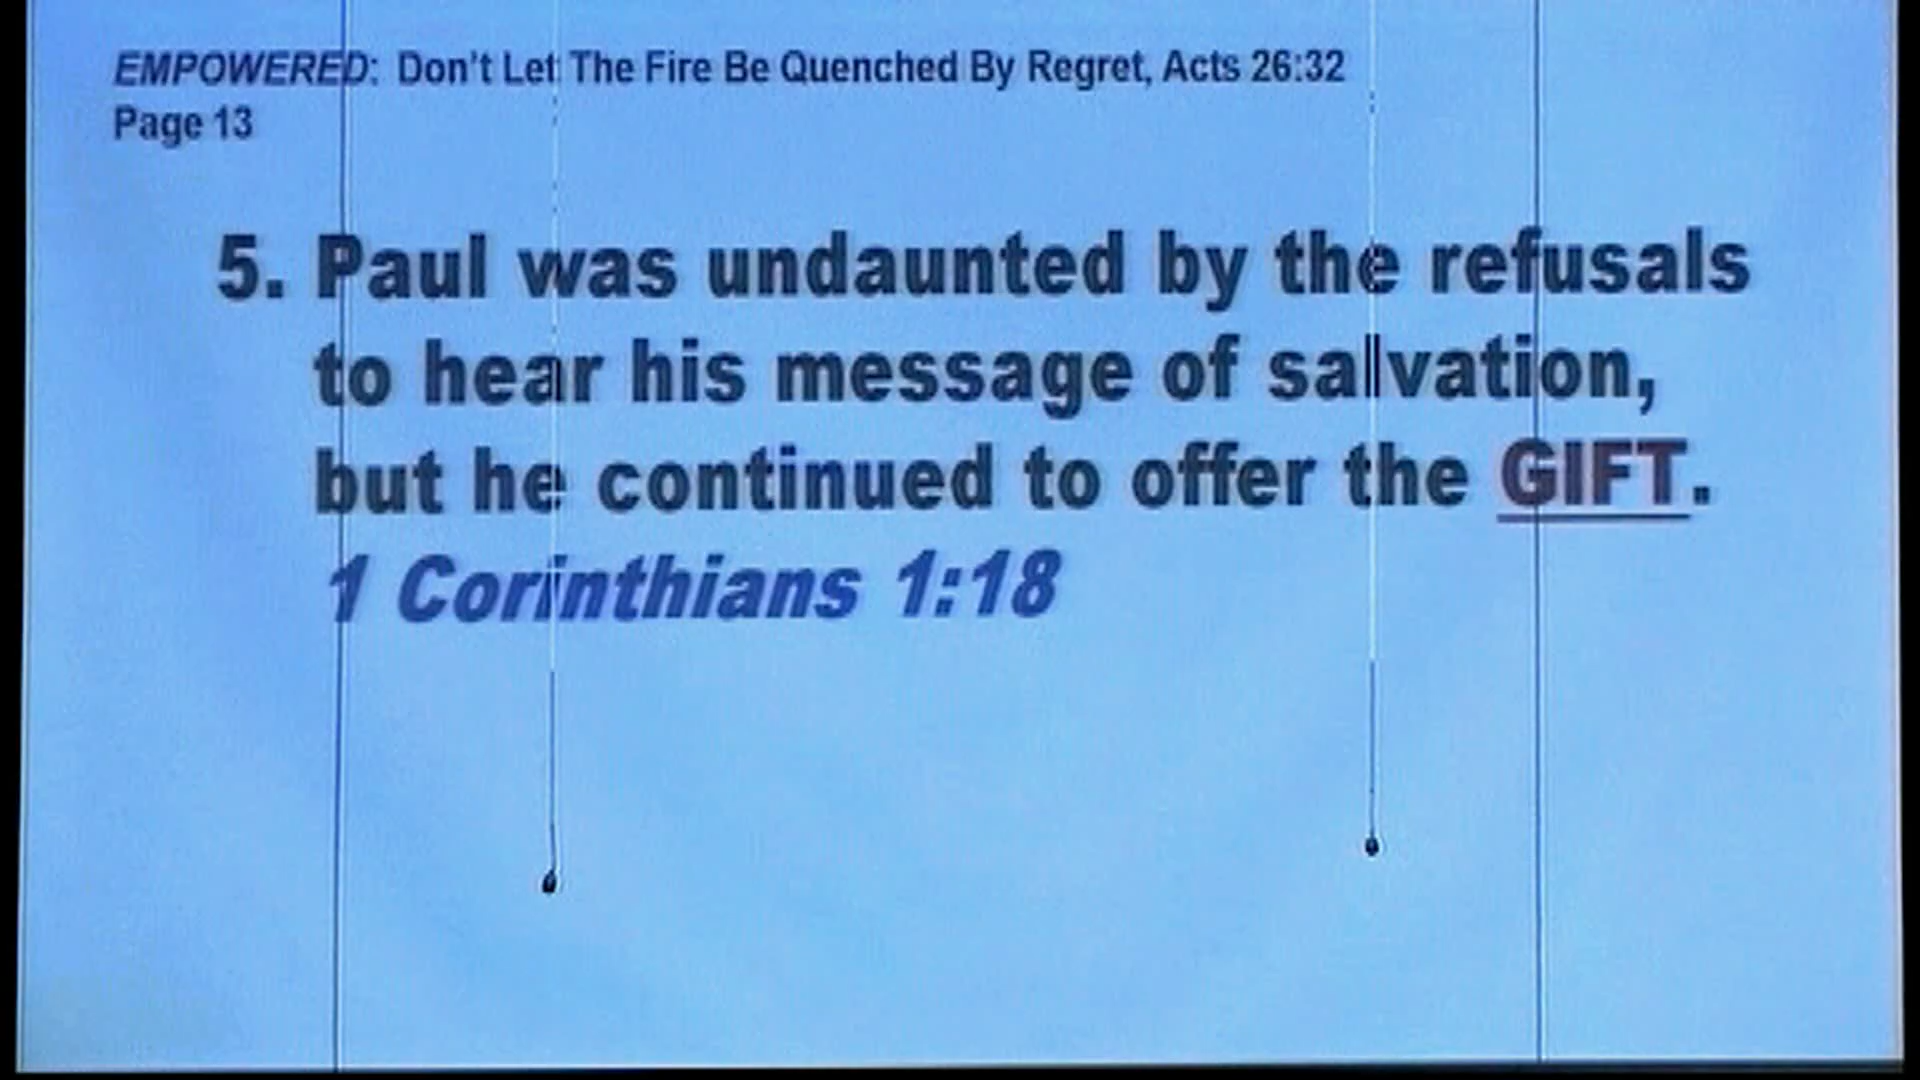 EMPOWERED: Don't Let The Fire Be Quenched By Regret, Acts 26:32
Page 13
5. Paul was undaunted by the refusals
to hear his message of salvation,
but he continued to offer the GIFT.
1 Corinthians 1:18